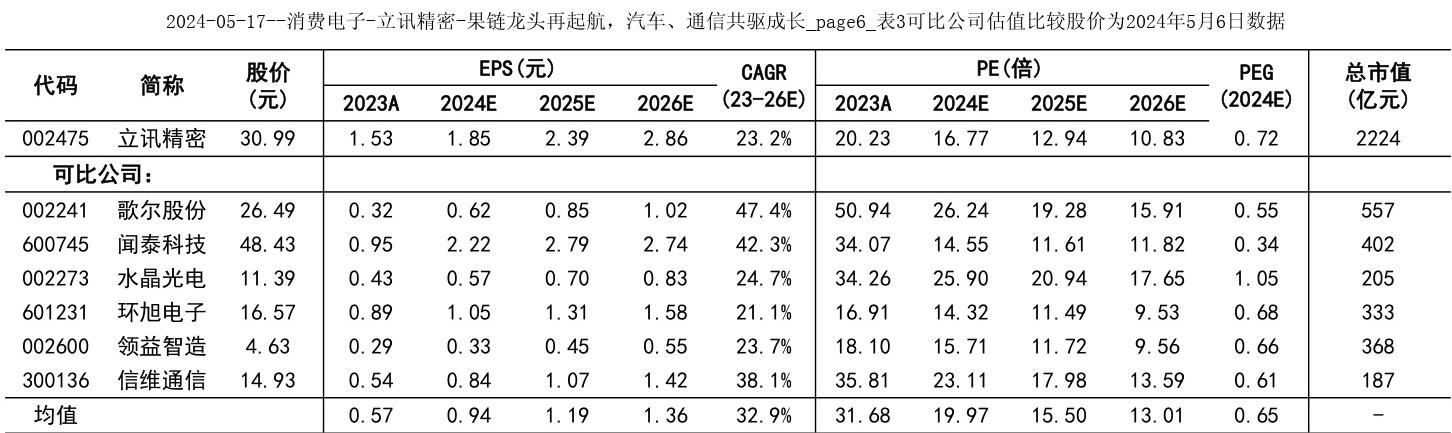 2024-05-17--消费电子-立讯精密-果链龙头再起航，汽车、通信共驱成长_page6_表3可比公司估值比较股价为2024年5月6日数据
代码 简称 股价(元) EPS(元) CAGR(23-26E) PE(倍) PEG(2024E) 总市值(亿元)
2023A 2024E 2025E 2026E 2023A 2024E 2025E 2026E
002475 立讯精密 30.99 1.53 1.85 2.39 2.86 23.2% 20.23 16.77 12.94 10.83 0.72 2224
可比公司:
002241 歌尔股份 26.49 0.32 0.62 0.85 1.02 47.4% 50.94 26.24 19.28 15.91 0.55 557
600745 闻泰科技 48.43 0.95 2.22 2.79 2.74 42.3% 34.07 14.55 11.61 11.82 0.34 402
002273 水晶光电 11.39 0.43 0.57 0.70 0.83 24.7% 34.26 25.90 20.94 17.65 1.05 205
601231 环旭电子 16.57 0.89 1.05 1.31 1.58 21.1% 16.91 14.32 11.49 9.53 0.68 333
002600 领益智造 4.63 0.29 0.33 0.45 0.55 23.7% 18.10 15.71 11.72 9.56 0.66 368
300136 信维通信 14.93 0.54 0.84 1.07 1.42 38.1% 35.81 23.11 17.98 13.59 0.61 187
均值 0.57 0.94 1.19 1.36 32.9% 31.68 19.97 15.50 13.01 0.65 -